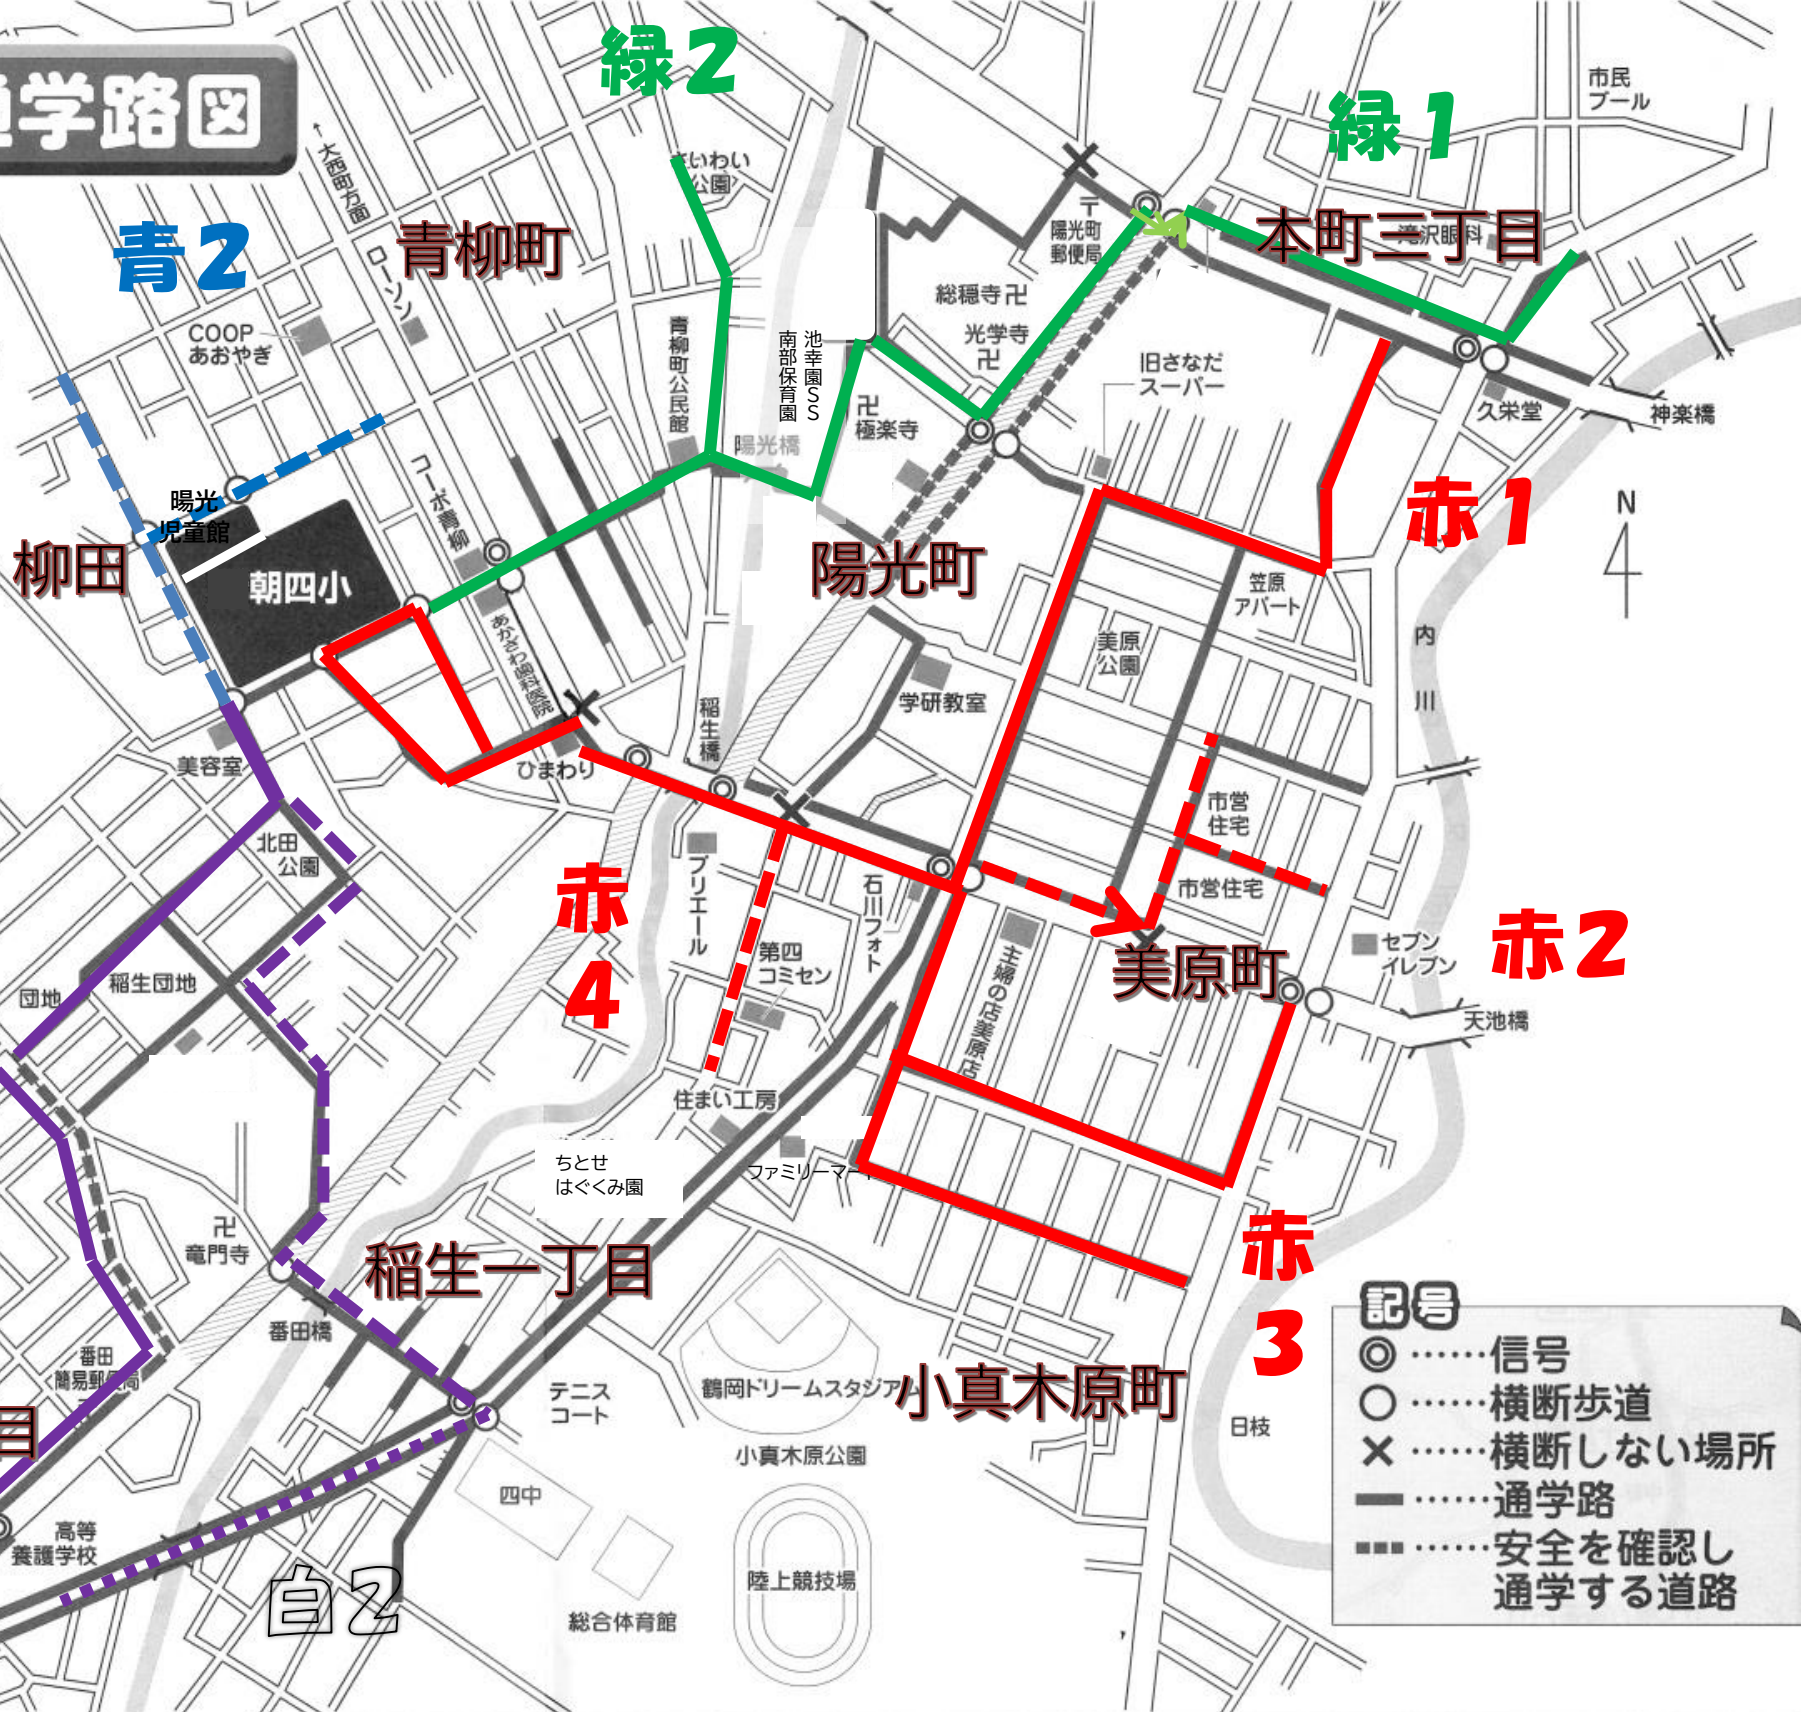 通学路図
緑2
緑1
市民
プール
←大西町方面
さいわい
公園
青2
青柳町
ローソン
〒
陽光町
郵便局
本町三丁目
滝沢眼科
COOP
あおやぎ
総穏寺卍
光学寺
卍
青柳町公民館
池幸園SS
南部保育園
旧さなだ
スーパー
卍
極楽寺
陽光橋
久栄堂
神楽橋
コーポ青柳
陽光
児童館
赤1
N
柳田
朝四小
陽光町
笠原
アパート
あかざわ歯科医院
美原
公園
内
川
学研教室
稲生橋
美容室
ひまわり
市営
住宅
北田
公園
ブリエール
赤
4
石川フォト
市営住宅
第四
コミセン
主婦の店美原店
美原町
セブン
イレブン
赤2
団地
稲生団地
天池橋
住まい工房
ちとせ
はぐくみ園
ファミリーマート
卍
竜門寺
稲生一丁目
赤
3
番田橋
番田
簡易郵便局
目
テニス
コート
鶴岡ドリームスタジアム
小真木原町
小真木原公園
日枝
四中
高等
養護学校
白2
陸上競技場
総合体育館
記号
◎……信号
○……横断歩道
×……横断しない場所
……通学路
……安全を確認し
通学する道路